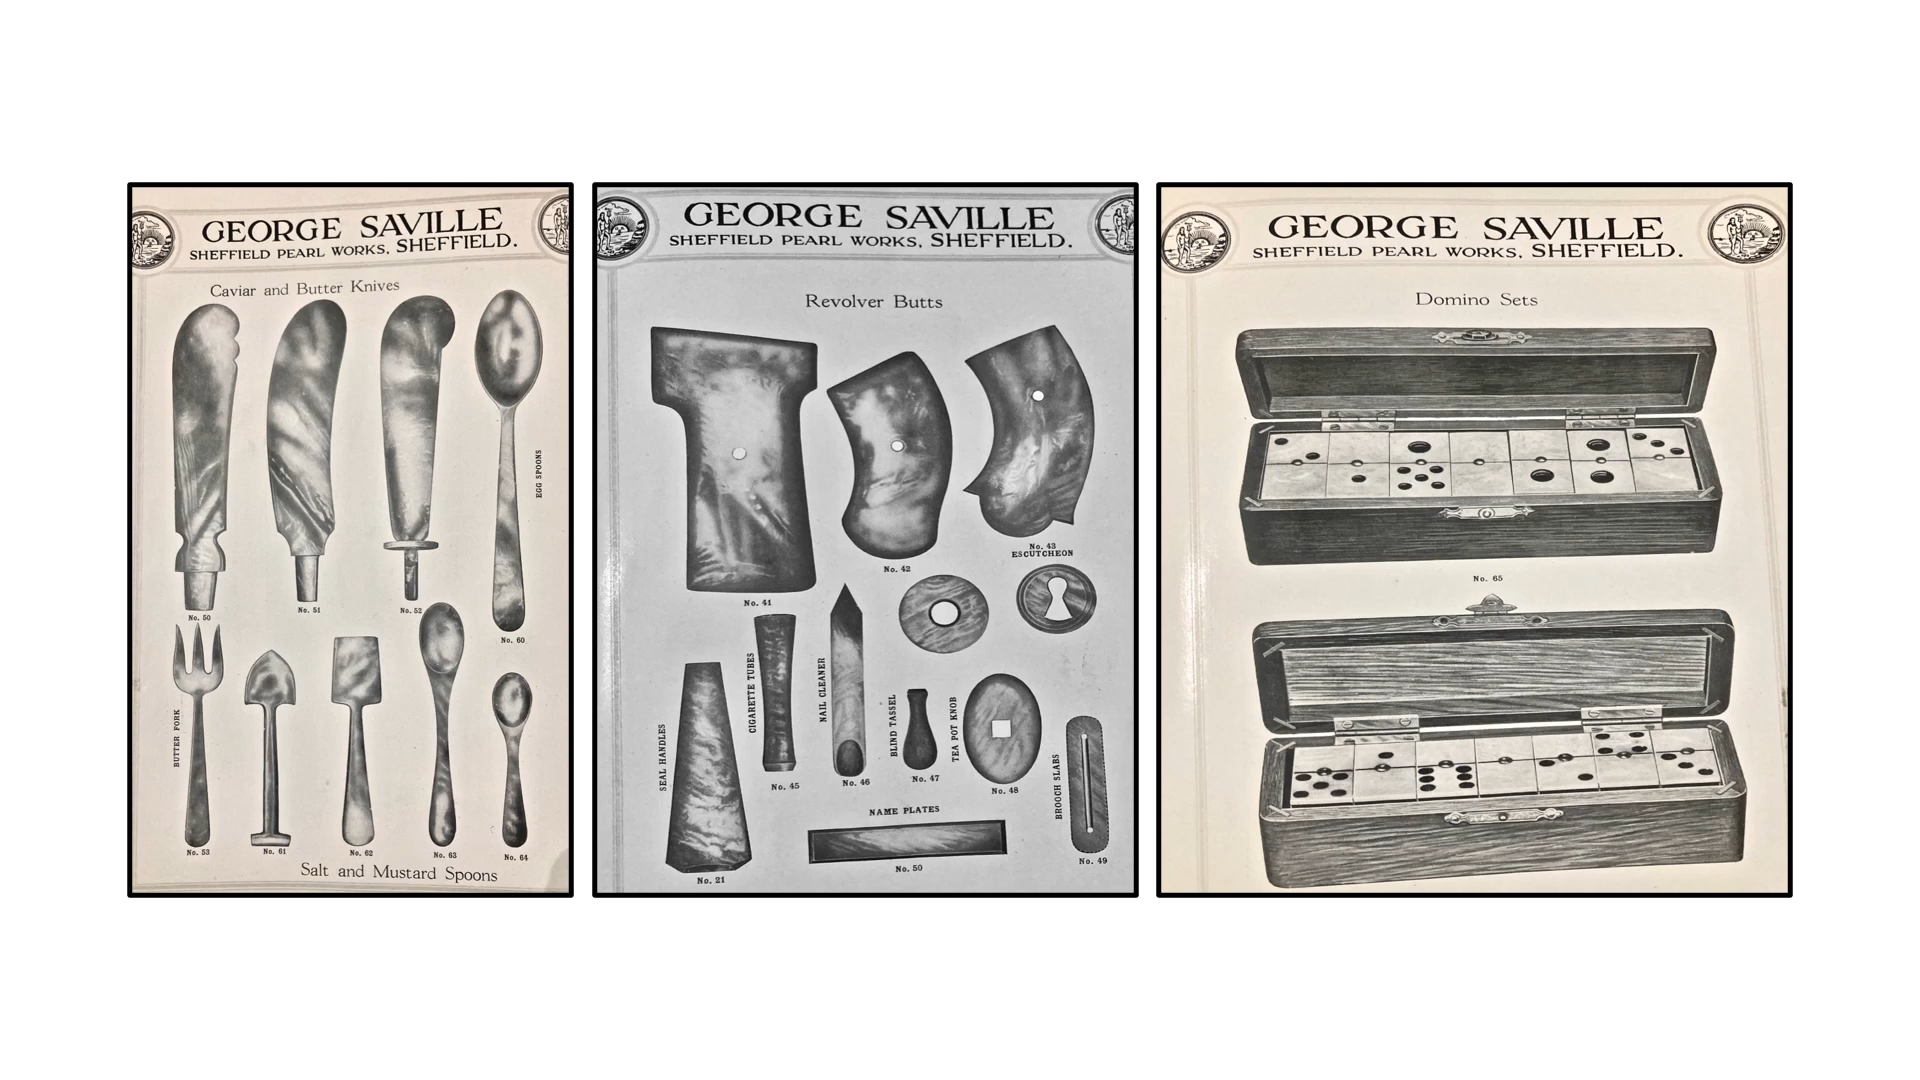 GEORGE SAVILLE
SHEFFIELD PEARL WORKS, SHEFFIELD.
Caviar and Butter Knives
EGG SPOONS
No. 50
No. 51
No. 52
No. 60
BUTTER FORK
No. 53
No. 61
No. 62
No. 63
No. 64
Salt and Mustard Spoons
GEORGE SAVILLE
SHEFFIELD PEARL WORKS, SHEFFIELD.
Revolver Butts
No. 41
No. 42
No. 43
ESCUTCHEON
SEAL HANDLES
No. 21
CIGARETTE TUBES
No. 45
NAIL CLEANER
No. 46
BLIND TASSEL
No. 47
TEA POT KNOB
No. 48
BROOCH SLABS
No. 49
NAME PLATES
No. 50
GEORGE SAVILLE
SHEFFIELD PEARL WORKS, SHEFFIELD.
Domino Sets
No. 65